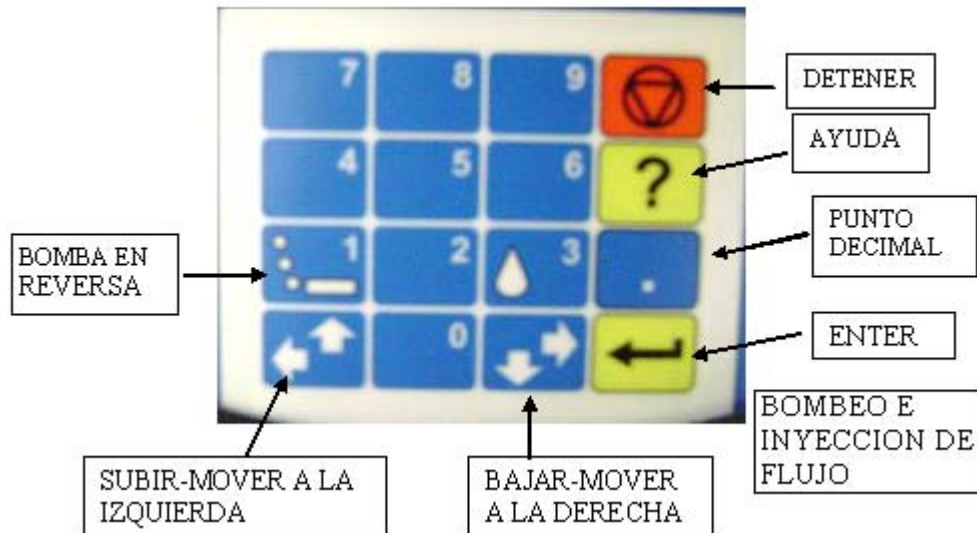 7 8 9
DETENER
4 5 6 ?
AYUDA
BOMBA EN
REVERSA
1 2 3 .
PUNTO
DECIMAL
0
ENTER
SUBIR-MOVER A LA
IZQUIERDA
BAJAR-MOVER
A LA DERECHA
BOMBEO E
INYECCION DE
FLUJO